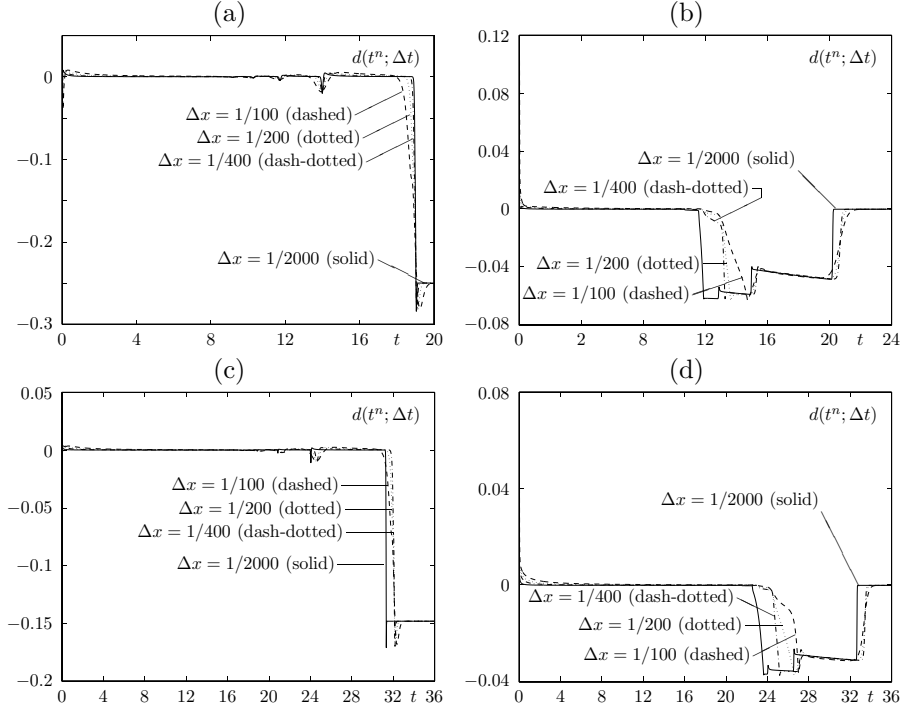 (a)
d(tⁿ; Δt)
0
Δx = 1/100 (dashed)
Δx = 1/200 (dotted)
Δx = 1/400 (dash-dotted)
−0.1
−0.2
Δx = 1/2000 (solid)
−0.3
0 4 8 12 16 t 20
(b)
0.12
d(tⁿ; Δt)
0.08
0.04
Δx = 1/2000 (solid)
Δx = 1/400 (dash-dotted)
0
Δx = 1/200 (dotted)
−0.04
Δx = 1/100 (dashed)
−0.08
0 2 8 12 16 20 t 24
(c)
0.05
d(tⁿ; Δt)
0
Δx = 1/100 (dashed)
−0.05
Δx = 1/200 (dotted)
Δx = 1/400 (dash-dotted)
Δx = 1/2000 (solid)
−0.1
−0.15
−0.2
0 4 8 12 16 20 24 28 32 t 36
(d)
0.08
d(tⁿ; Δt)
0.04
Δx = 1/2000 (solid)
0
Δx = 1/400 (dash-dotted)
Δx = 1/200 (dotted)
Δx = 1/100 (dashed)
−0.04
0 4 8 12 16 20 24 28 32 t 36